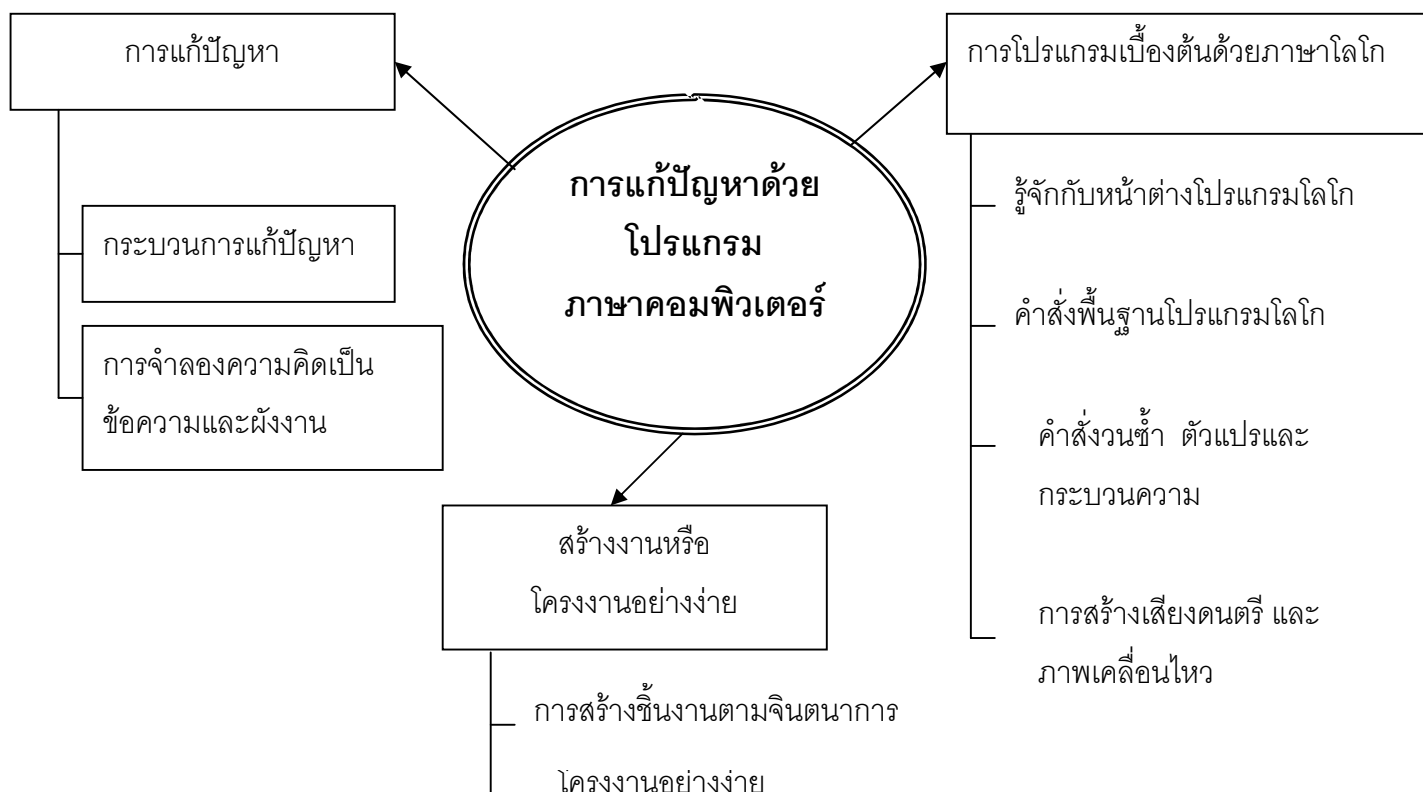 การแก้ปัญหา
กระบวนการแก้ปัญหา
การจำลองความคิดเป็น
ข้อความและผังงาน
การแก้ปัญหาด้วย
โปรแกรม
ภาษาคอมพิวเตอร์
การโปรแกรมเบื้องต้นด้วยภาษาโลโก
รู้จักกับหน้าต่างโปรแกรมโลโก
คำสั่งพื้นฐานโปรแกรมโลโก
คำสั่งวนซ้ำ ตัวแปรและ
กระบวนความ
การสร้างเสียงดนตรี และ
ภาพเคลื่อนไหว
สร้างงานหรือ
โครงงานอย่างง่าย
การสร้างชิ้นงานตามจินตนาการ
โครงงานอย่างง่าย